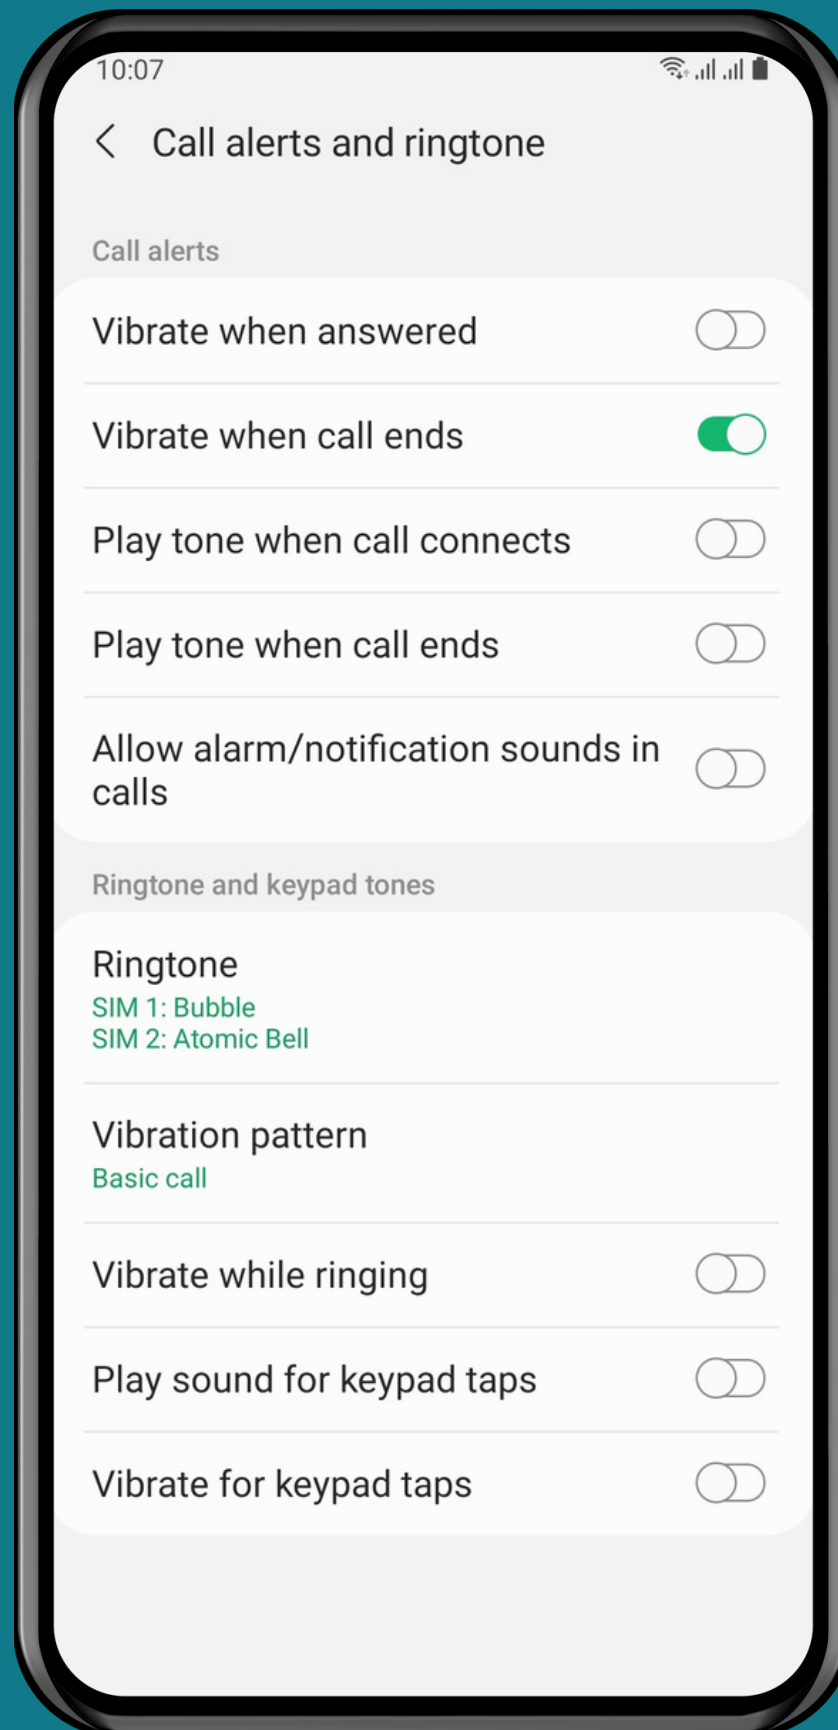 10:07
Call alerts and ringtone
Call alerts
Vibrate when answered
Vibrate when call ends
Play tone when call connects
Play tone when call ends
Allow alarm/notification sounds in
calls
Ringtone and keypad tones
Ringtone
SIM 1: Bubble
SIM 2: Atomic Bell
Vibration pattern
Basic call
Vibrate while ringing
Play sound for keypad taps
Vibrate for keypad taps